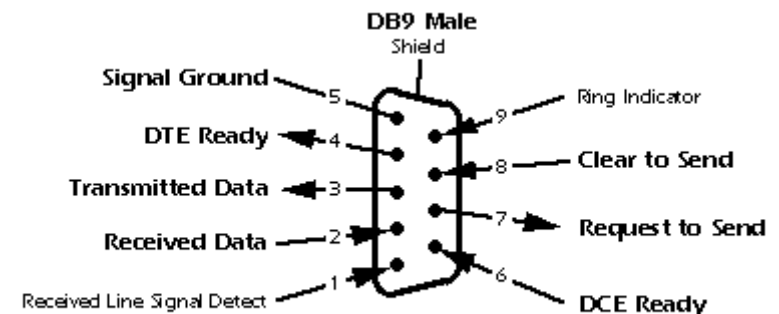 DB9 Male
Shield
Signal Ground
5
9
Ring Indicator
DTE Ready
4
8
Clear to Send
Transmitted Data
3
7
Request to Send
Received Data
2
6
DCE Ready
1
Received Line Signal Detect